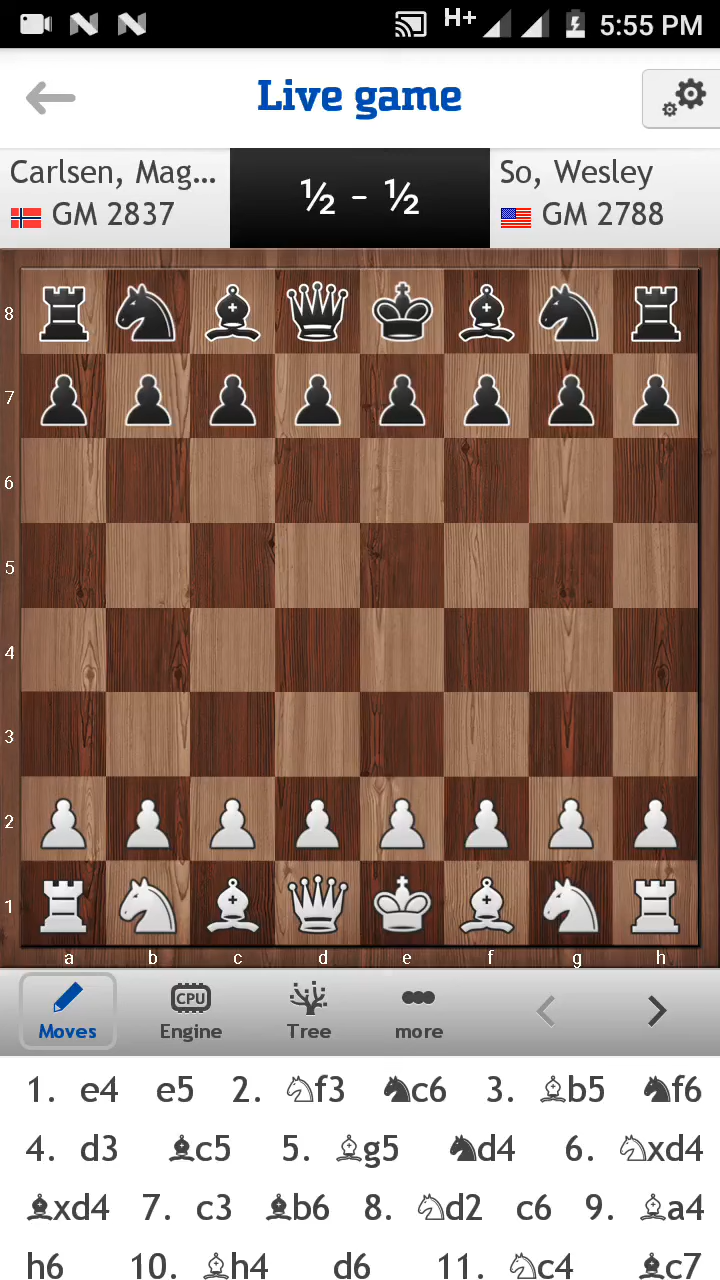 H+ 5:55 PM
Live game
Carlsen, Mag... ½ - ½ So, Wesley
GM 2837 GM 2788
8
7
6
5
4
3
2
1
a b c d e f g h
CPU
Moves Engine Tree more
1. e4 e5 2. ♘f3 ♞c6 3. ♗b5 ♞f6
4. d3 ♝c5 5. ♗g5 ♞d4 6. ♘xd4
♝xd4 7. c3 ♝b6 8. ♘d2 c6 9. ♗a4
h6 10. ♗h4 d6 11. ♘c4 ♝c7